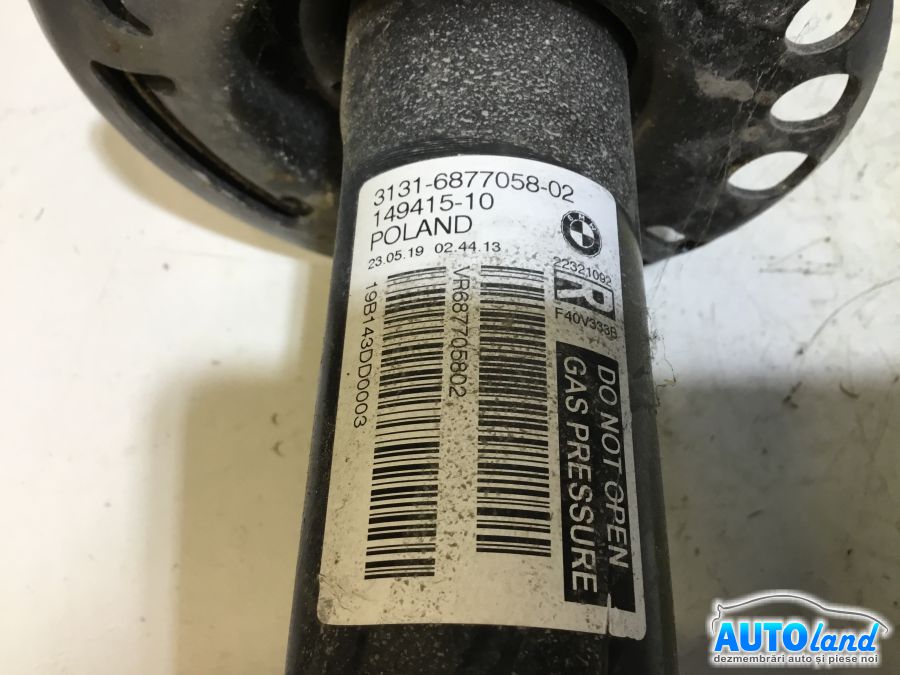 3131-6877058-02
149415-10
POLAND
23.05.19 02.44.13
BMW
22321092
R
F40V333B
VR687705802
19B143DD0003
DO NOT OPEN
GAS PRESSURE
AUTOland
dezmembrări auto și piese noi